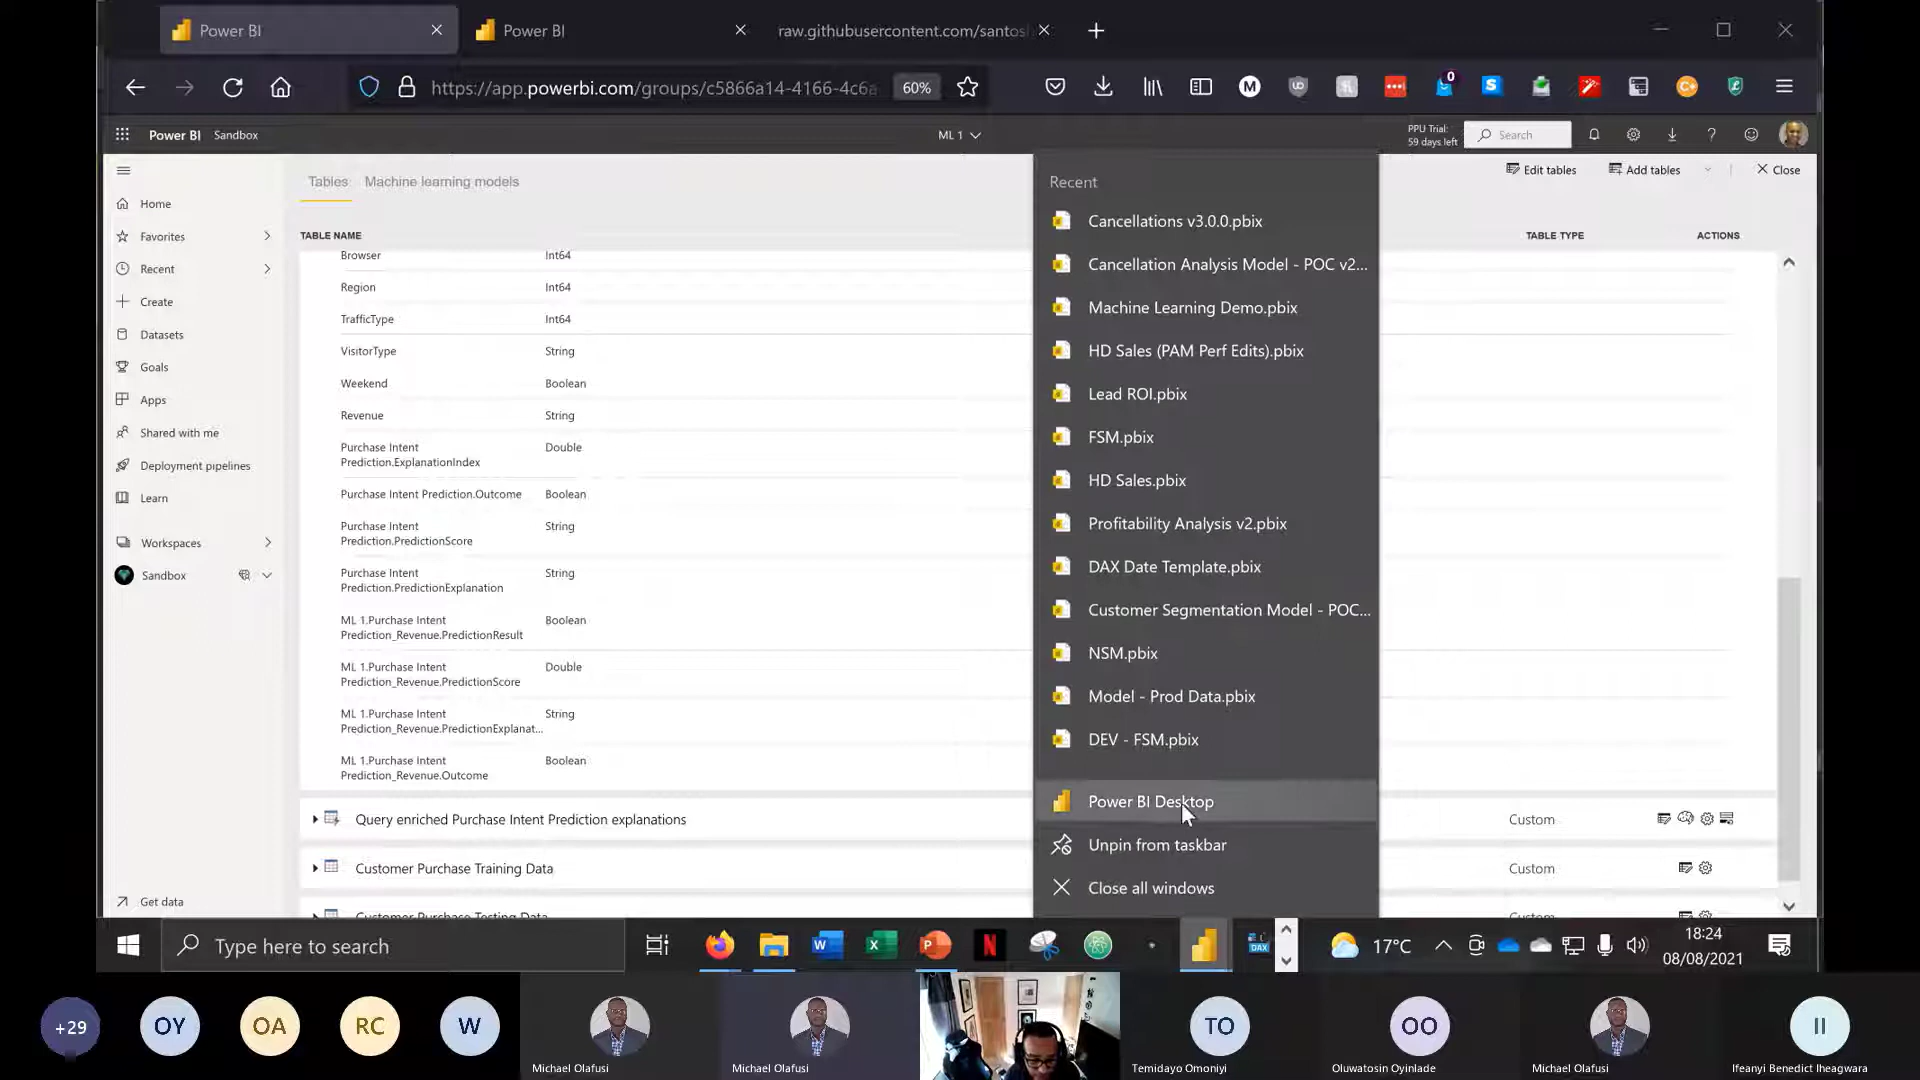 Power BI
Power BI
raw.githubusercontent.com/santosh
https://app.powerbi.com/groups/c5866a14-4166-4c6a-
60%
0
Power BI
Sandbox
ML 1
PPU Trial:
59 days left
Search
Home
Favorites
Recent
Create
Datasets
Goals
Apps
Shared with me
Deployment pipelines
Learn
Workspaces
Sandbox
Get data
Tables
Machine learning models
Edit tables
Add tables
Close
TABLE NAME
TABLE TYPE
ACTIONS
Browser Int64
Region Int64
TrafficType Int64
VisitorType String
Weekend Boolean
Revenue String
Purchase Intent Double
Prediction.ExplanationIndex
Purchase Intent Prediction.Outcome Boolean
Purchase Intent String
Prediction.PredictionScore
Purchase Intent String
Prediction.PredictionExplanation
ML 1.Purchase Intent Boolean
Prediction_Revenue.PredictionResult
ML 1.Purchase Intent Double
Prediction_Revenue.PredictionScore
ML 1.Purchase Intent String
Prediction_Revenue.PredictionExplanat...
ML 1.Purchase Intent Boolean
Prediction_Revenue.Outcome
Query enriched Purchase Intent Prediction explanations Custom
Customer Purchase Training Data Custom
Customer Purchase Testing Data Custom
Recent
Cancellations v3.0.0.pbix
Cancellation Analysis Model - POC v2...
Machine Learning Demo.pbix
HD Sales (PAM Perf Edits).pbix
Lead ROI.pbix
FSM.pbix
HD Sales.pbix
Profitability Analysis v2.pbix
DAX Date Template.pbix
Customer Segmentation Model - POC...
NSM.pbix
Model - Prod Data.pbix
DEV - FSM.pbix
Power BI Desktop
Unpin from taskbar
Close all windows
Type here to search
DAX
17°C
18:24
08/08/2021
+29
OY
OA
RC
W
Michael Olafusi
Michael Olafusi
TO
Temidayo Omoniyi
OO
Oluwatosin Oyinlade
Michael Olafusi
II
Ifeanyi Benedict Iheagwara